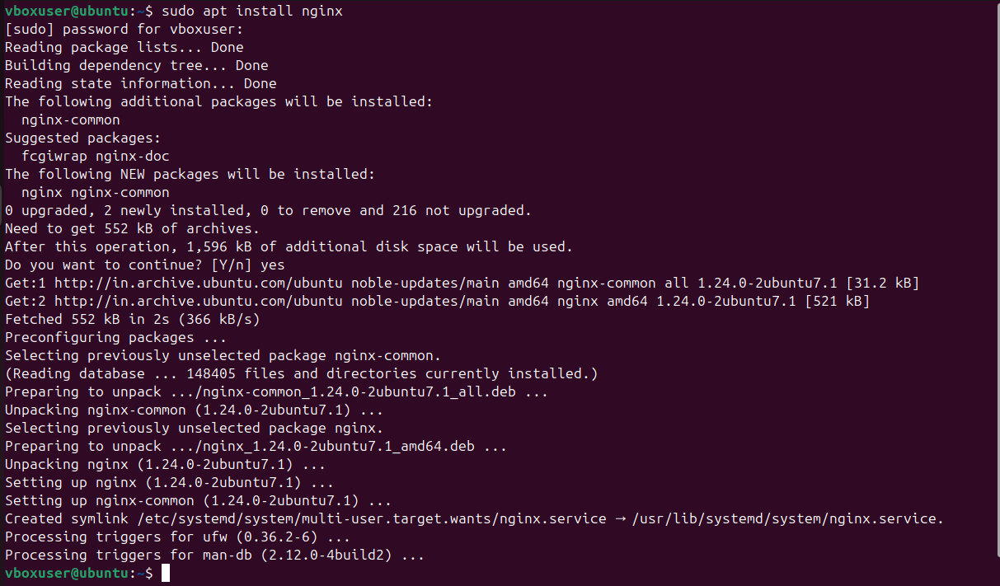 vboxuser@ubuntu:~$ sudo apt install nginx
[sudo] password for vboxuser:
Reading package lists... Done
Building dependency tree... Done
Reading state information... Done
The following additional packages will be installed:
  nginx-common
Suggested packages:
  fcgiwrap nginx-doc
The following NEW packages will be installed:
  nginx nginx-common
0 upgraded, 2 newly installed, 0 to remove and 216 not upgraded.
Need to get 552 kB of archives.
After this operation, 1,596 kB of additional disk space will be used.
Do you want to continue? [Y/n] yes
Get:1 http://in.archive.ubuntu.com/ubuntu noble-updates/main amd64 nginx-common all 1.24.0-2ubuntu7.1 [31.2 kB]
Get:2 http://in.archive.ubuntu.com/ubuntu noble-updates/main amd64 nginx amd64 1.24.0-2ubuntu7.1 [521 kB]
Fetched 552 kB in 2s (366 kB/s)
Preconfiguring packages ...
Selecting previously unselected package nginx-common.
(Reading database ... 148405 files and directories currently installed.)
Preparing to unpack .../nginx-common_1.24.0-2ubuntu7.1_all.deb ...
Unpacking nginx-common (1.24.0-2ubuntu7.1) ...
Selecting previously unselected package nginx.
Preparing to unpack .../nginx_1.24.0-2ubuntu7.1_amd64.deb ...
Unpacking nginx (1.24.0-2ubuntu7.1) ...
Setting up nginx (1.24.0-2ubuntu7.1) ...
Setting up nginx-common (1.24.0-2ubuntu7.1) ...
Created symlink /etc/systemd/system/multi-user.target.wants/nginx.service → /usr/lib/systemd/system/nginx.service.
Processing triggers for ufw (0.36.2-6) ...
Processing triggers for man-db (2.12.0-4build2) ...
vboxuser@ubuntu:~$